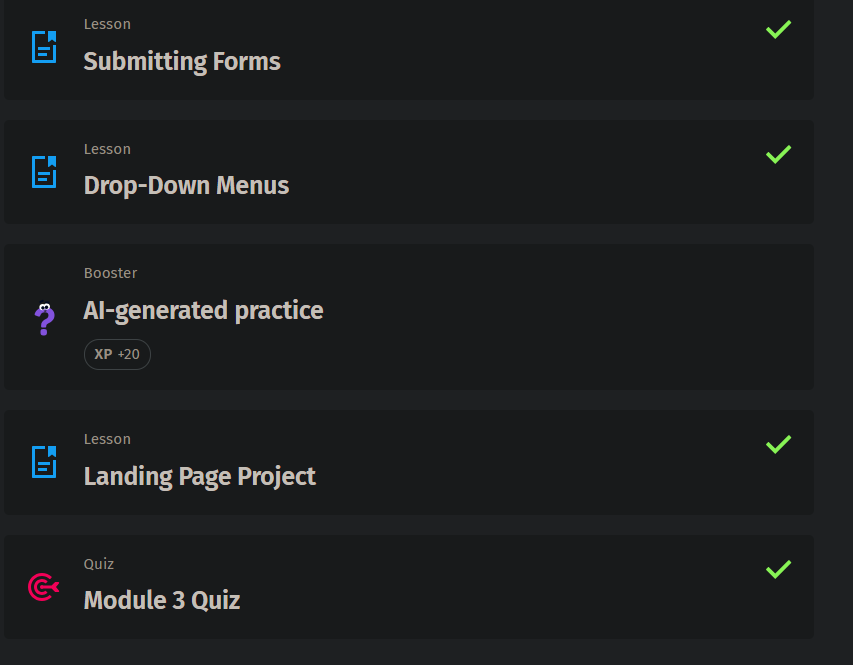 Lesson
Submitting Forms
Lesson
Drop-Down Menus
Booster
AI-generated practice
XP +20
Lesson
Landing Page Project
Quiz
Module 3 Quiz